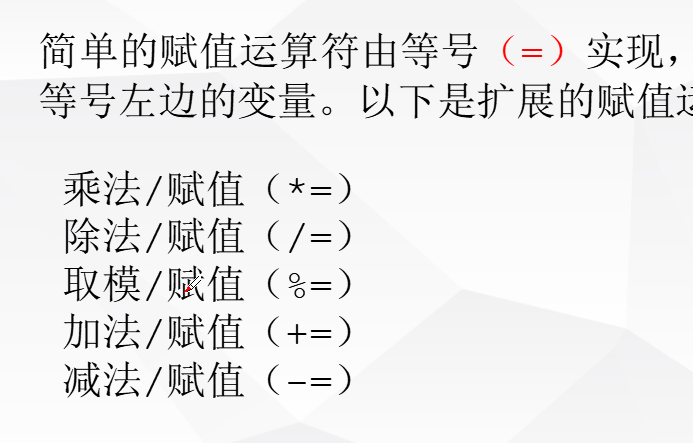 简单的赋值运算符由等号（=）实现，
等号左边的变量。以下是扩展的赋值
乘法/赋值（*=）
除法/赋值（/=）
取模/赋值（%=）
加法/赋值（+=）
减法/赋值（-=）